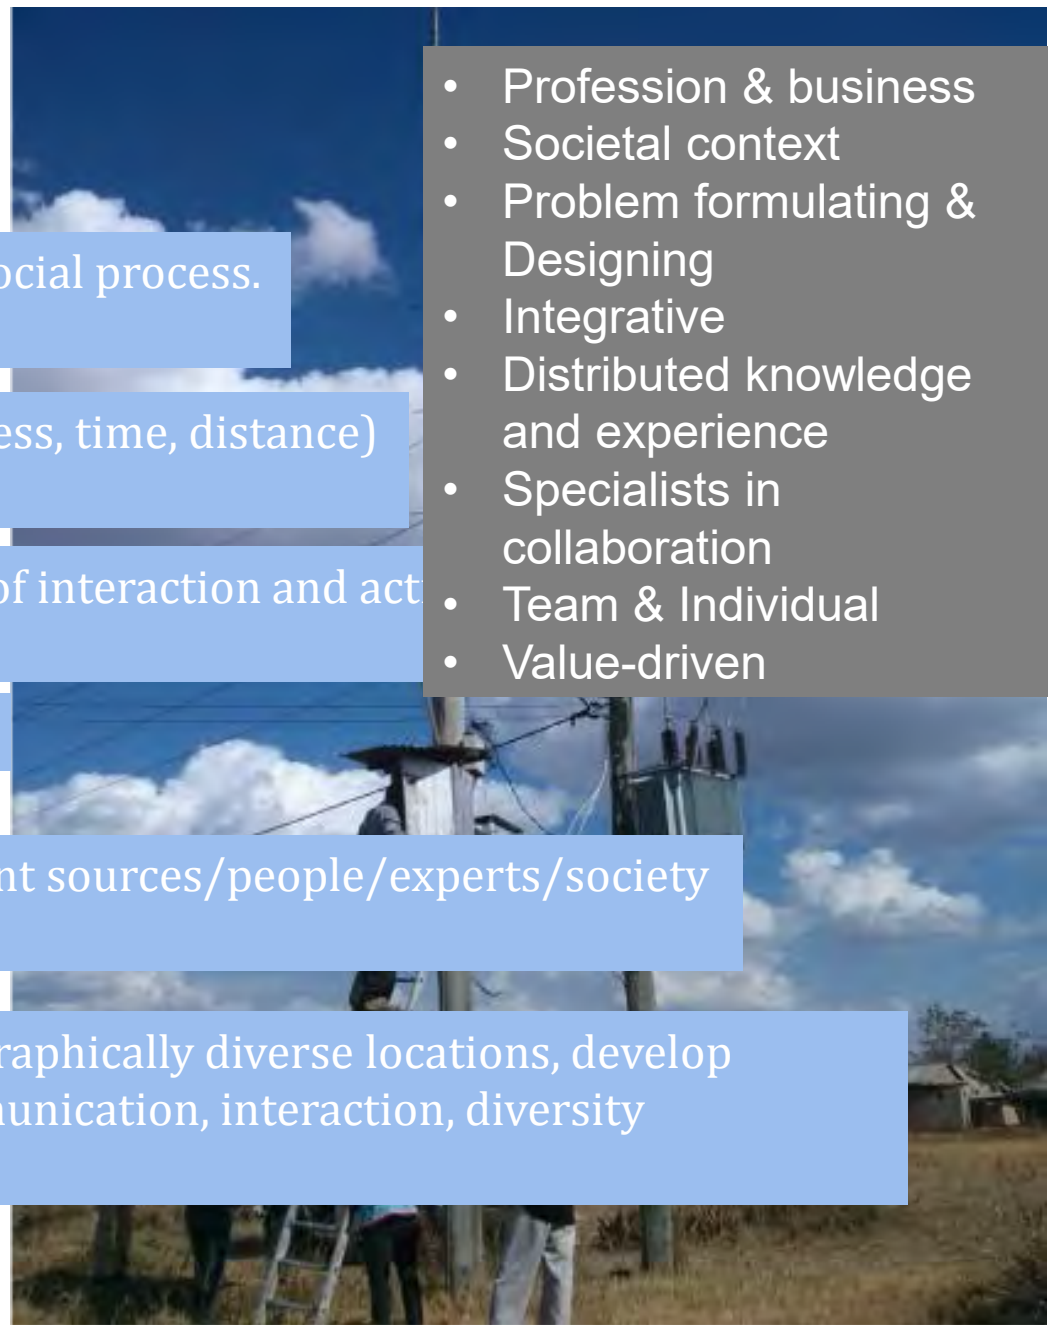 • Profession & business
• Societal context
• Problem formulating &
Designing
• Integrative
• Distributed knowledge
and experience
• Specialists in
collaboration
• Team & Individual
• Value-driven
ocial process.
ess, time, distance)
of interaction and act
nt sources/people/experts/society
raphically diverse locations, develop
unication, interaction, diversity